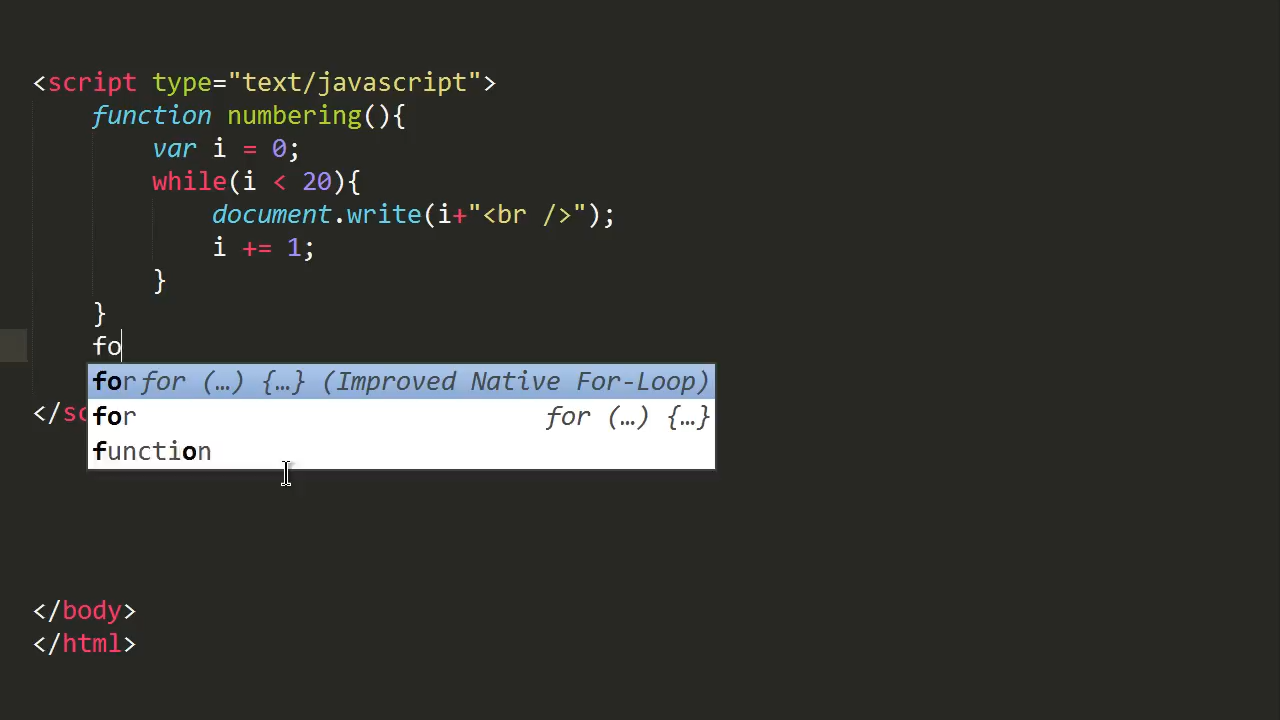 <script type="text/javascript">
function numbering(){
var i = 0;
while(i < 20){
document.write(i+"<br />");
i += 1;
}
}
fo
for for (…) {…} (Improved Native For-Loop)
for for (…) {…}
function
</sc
</body>
</html>